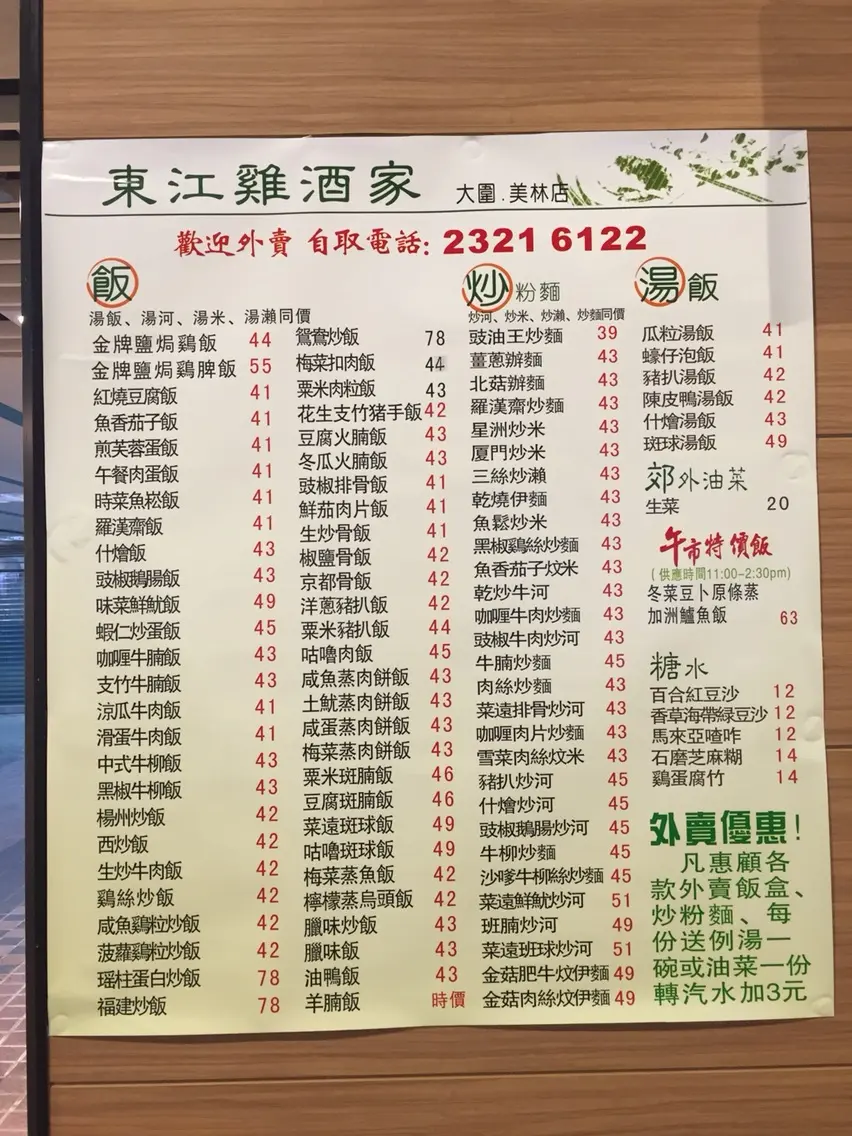 東江雞酒家 大圍.美林店
歡迎外賣 自取電話: 2321 6122
飯
湯飯、湯河、湯米、湯瀨同價
金牌鹽焗鷄飯 44
金牌鹽焗鷄脾飯 55
紅燒豆腐飯 41
魚香茄子飯 41
煎芙蓉蛋飯 41
午餐肉蛋飯 41
時菜魚崧飯 41
羅漢齋飯 41
什燴飯 43
豉椒鵝腸飯 43
味菜鮮魷飯 49
蝦仁炒蛋飯 45
咖喱牛腩飯 43
支竹牛腩飯 43
涼瓜牛肉飯 41
滑蛋牛肉飯 41
中式牛柳飯 43
黑椒牛柳飯 43
楊州炒飯 42
西炒飯 42
生炒牛肉飯 42
鷄絲炒飯 42
咸魚鷄粒炒飯 42
菠蘿鷄粒炒飯 42
瑶柱蛋白炒飯 78
福建炒飯 78
鴛鴦炒飯 78
梅菜扣肉飯 44
粟米肉粒飯 43
花生支竹猪手飯 42
豆腐火腩飯 43
冬瓜火腩飯 43
豉椒排骨飯 41
鮮茄肉片飯 41
生炒骨飯 41
椒鹽骨飯 42
京都骨飯 42
洋蔥豬扒飯 42
粟米豬扒飯 44
咕嚕肉飯 45
咸魚蒸肉餅飯 43
土魷蒸肉餅飯 43
咸蛋蒸肉餅飯 43
梅菜蒸肉餅飯 43
粟米斑腩飯 46
豆腐斑腩飯 46
菜遠斑球飯 49
咕嚕斑球飯 49
梅菜蒸魚飯 42
檸檬蒸烏頭飯 42
臘味炒飯 43
臘味飯 43
油鴨飯 43
羊腩飯 時價
炒粉麵
炒河、炒米、炒瀨、炒麵同價
豉油王炒麵 39
薑蔥辦麵 43
北菇辦麵 43
羅漢齋炒麵 43
星洲炒米 43
厦門炒米 43
三絲炒瀨 43
乾燒伊麵 43
魚鬆炒米 43
黑椒鷄絲炒麵 43
魚香茄子炆米 43
乾炒牛河 43
咖喱牛肉炒麵 43
豉椒牛肉炒河 43
牛腩炒麵 45
肉絲炒麵 43
菜遠排骨炒河 43
咖喱肉片炒麵 43
雪菜肉絲炆米 43
豬扒炒河 45
什燴炒河 45
豉椒鵝腸炒河 45
牛柳炒麵 45
沙嗲牛柳絲炒麵 45
菜遠鮮魷炒河 51
班腩炒河 49
菜遠班球炒河 51
金菇肥牛炆伊麵 49
金菇肉絲炆伊麵 49
湯飯
瓜粒湯飯 41
蠔仔泡飯 41
豬扒湯飯 42
陳皮鴨湯飯 42
什燴湯飯 43
斑球湯飯 49
郊外油菜
生菜 20
午市特價飯
(供應時間11:00-2:30pm)
冬菜豆卜原條蒸
加洲鱸魚飯 63
糖水
百合紅豆沙 12
香草海帶緑豆沙 12
馬來亞喳咋 12
石磨芝麻糊 14
鷄蛋腐竹 14
外賣優惠!
凡惠顧各
款外賣飯盒、
炒粉麵、每
份送例湯一
碗或油菜一份
轉汽水加3元